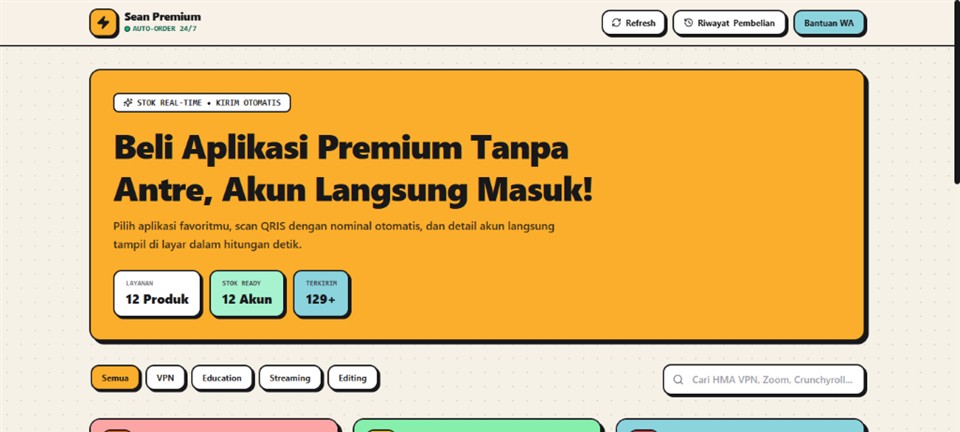 Sean Premium
AUTO-ORDER 24/7
Refresh
Riwayat Pembelian
Bantuan WA
STOK REAL-TIME • KIRIM OTOMATIS
Beli Aplikasi Premium Tanpa
Antre, Akun Langsung Masuk!
Pilih aplikasi favoritmu, scan QRIS dengan nominal otomatis, dan detail akun langsung
tampil di layar dalam hitungan detik.
LAYANAN
12 Produk
STOK READY
12 Akun
TERKIRIM
129+
Semua
VPN
Education
Streaming
Editing
Cari HMA VPN, Zoom, Crunchyroll...